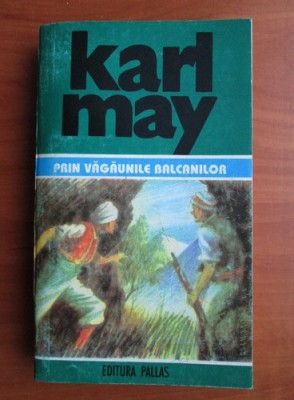 karl
may
PRIN VĂGĂUNILE BALCANILOR
EDITURA PALLAS